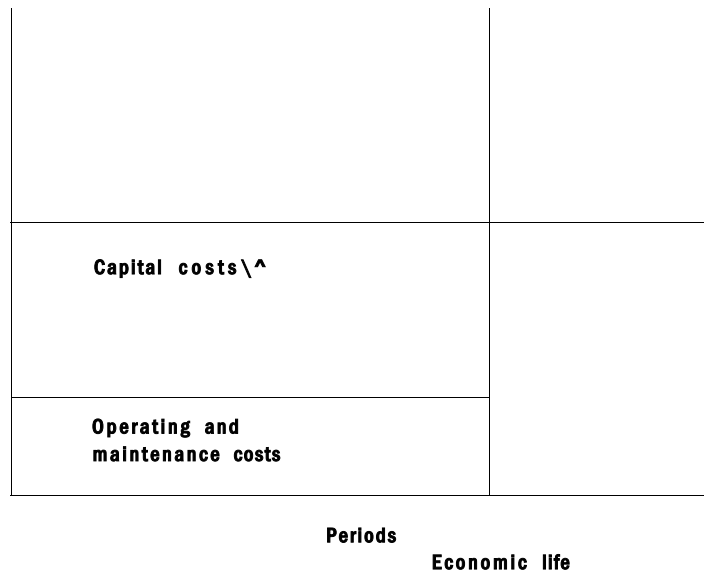 Capital costs\^
Operating and
maintenance costs
Periods
Economic life